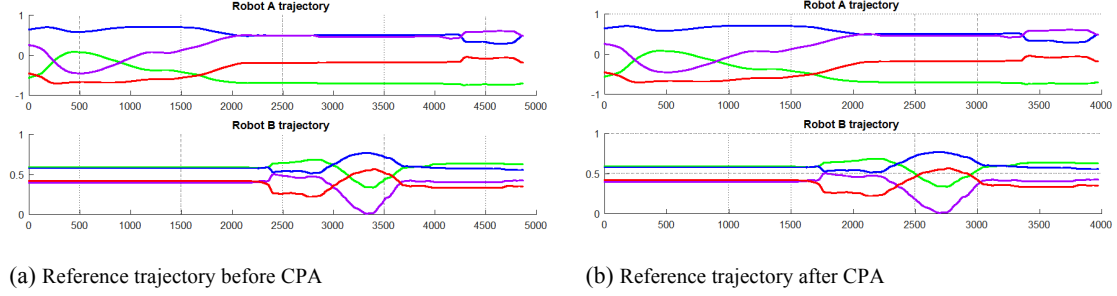 Robot A trajectory
1
0
-1
0 500 1000 1500 2000 2500 3000 3500 4000 4500 5000
Robot B trajectory
1
0.5
0
0 500 1000 1500 2000 2500 3000 3500 4000 4500 5000
(a) Reference trajectory before CPA
Robot A trajectory
1
0
-1
0 500 1000 1500 2000 2500 3000 3500 4000
Robot B trajectory
1
0.5
0
0 500 1000 1500 2000 2500 3000 3500 4000
(b) Reference trajectory after CPA